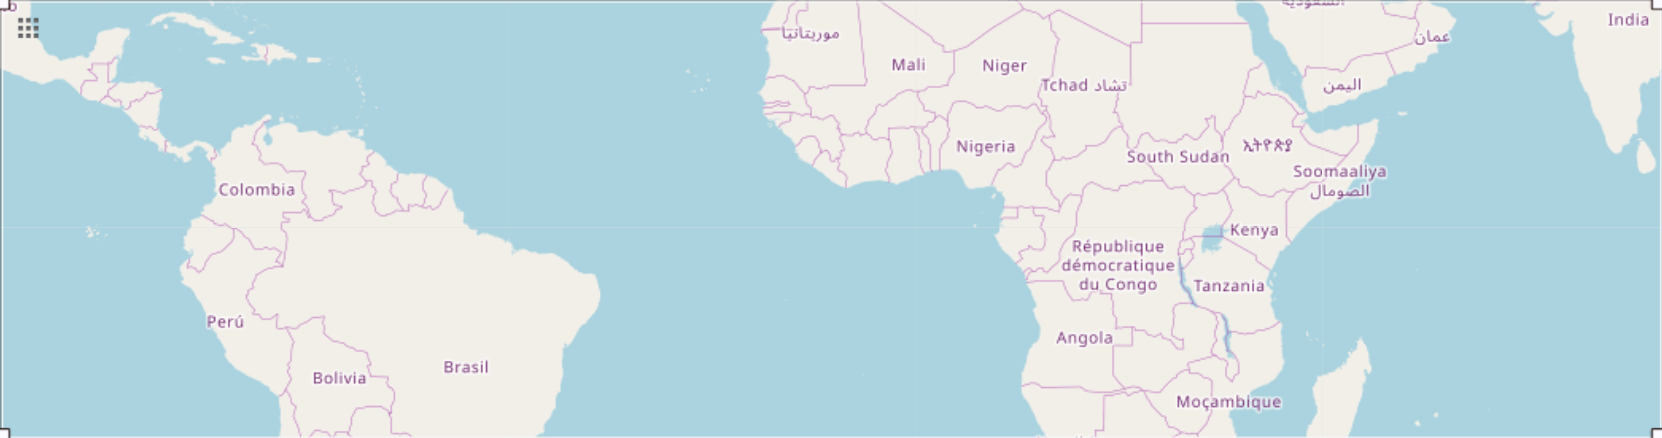 السعودية
موريتانيا
India
عمان
Mali
Niger
Tchad تشاد
اليمن
Nigeria
South Sudan
ኢትዮጵያ
Soomaaliya
الصومال
Colombia
Kenya
République
démocratique
du Congo
Tanzania
Perú
Angola
Brasil
Bolivia
Moçambique